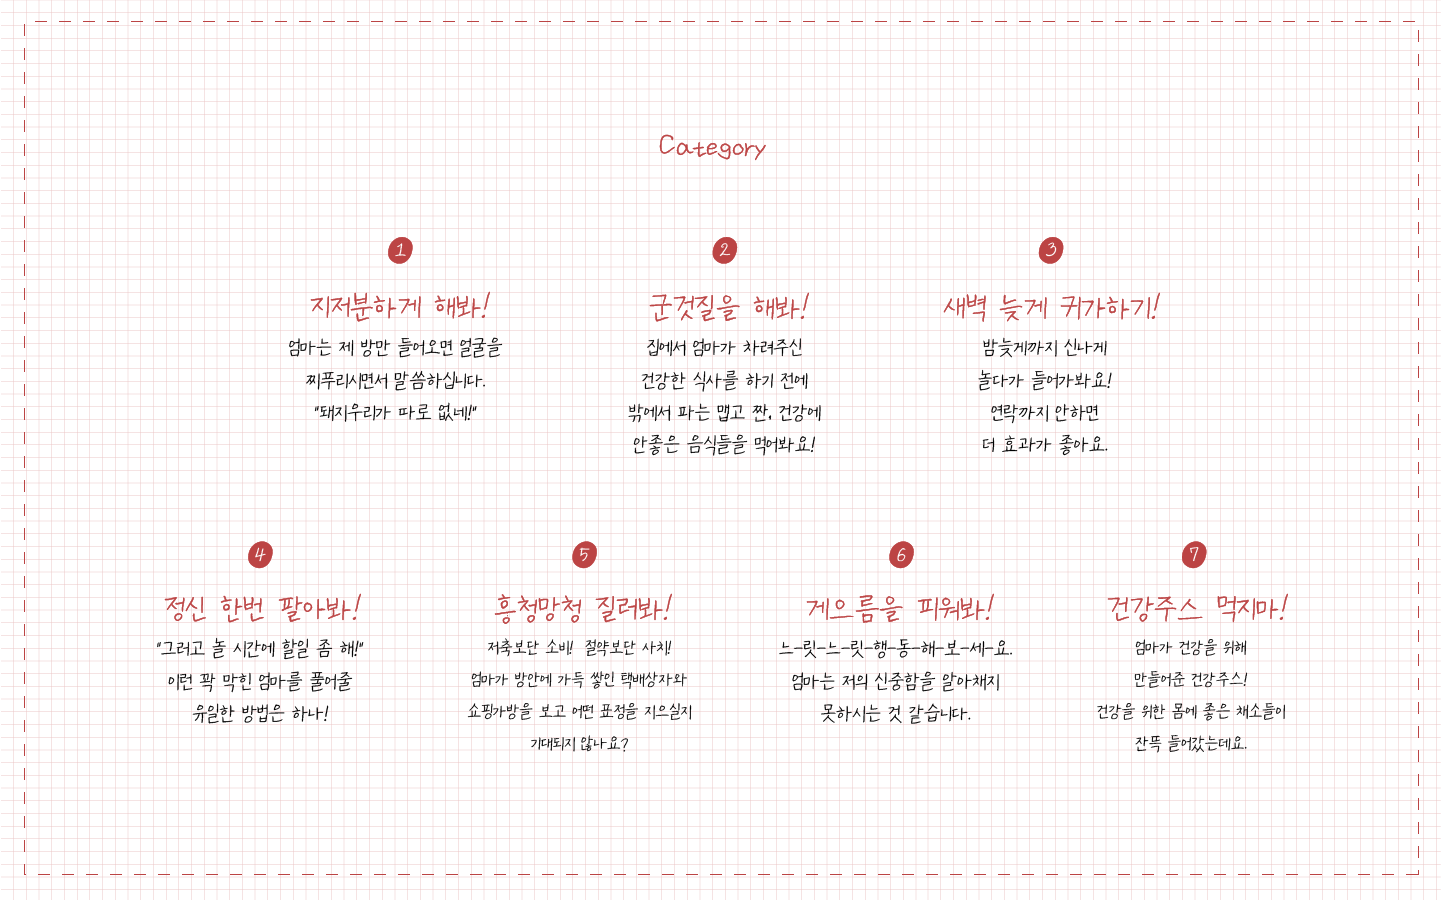 Category
1
지저분하게 해봐!
엄마는 제 방만 들어오면 얼굴을
찌푸리시면서 말씀하십니다.
"돼지우리가 따로 없네!"
2
군것질을 해봐!
집에서 엄마가 차려주신
건강한 식사를 하기 전에
밖에서 파는 맵고 짠, 건강에
안좋은 음식들을 먹어봐요!
3
새벽 늦게 귀가하기!
밤늦게까지 신나게
놀다가 들어가봐요!
연락까지 안하면
더 효과가 좋아요.
4
정신 한번 팔아봐!
"그러고 놀 시간에 할일 좀 해!"
이런 꽉 막힌 엄마를 풀어줄
유일한 방법은 하나!
5
흥청망청 질러봐!
저축보단 소비! 절약보단 사치!
엄마가 방안에 가득 쌓인 택배상자와
쇼핑가방을 보고 어떤 표정을 지으실지
기대되지 않나요?
6
게으름을 피워봐!
느-릿-느-릿-행-동-해-보-세-요.
엄마는 저의 신중함을 알아채지
못하시는 것 같습니다.
7
건강주스 먹지마!
엄마가 건강을 위해
만들어준 건강주스!
건강을 위한 몸에 좋은 채소들이
잔뜩 들어갔는데요.